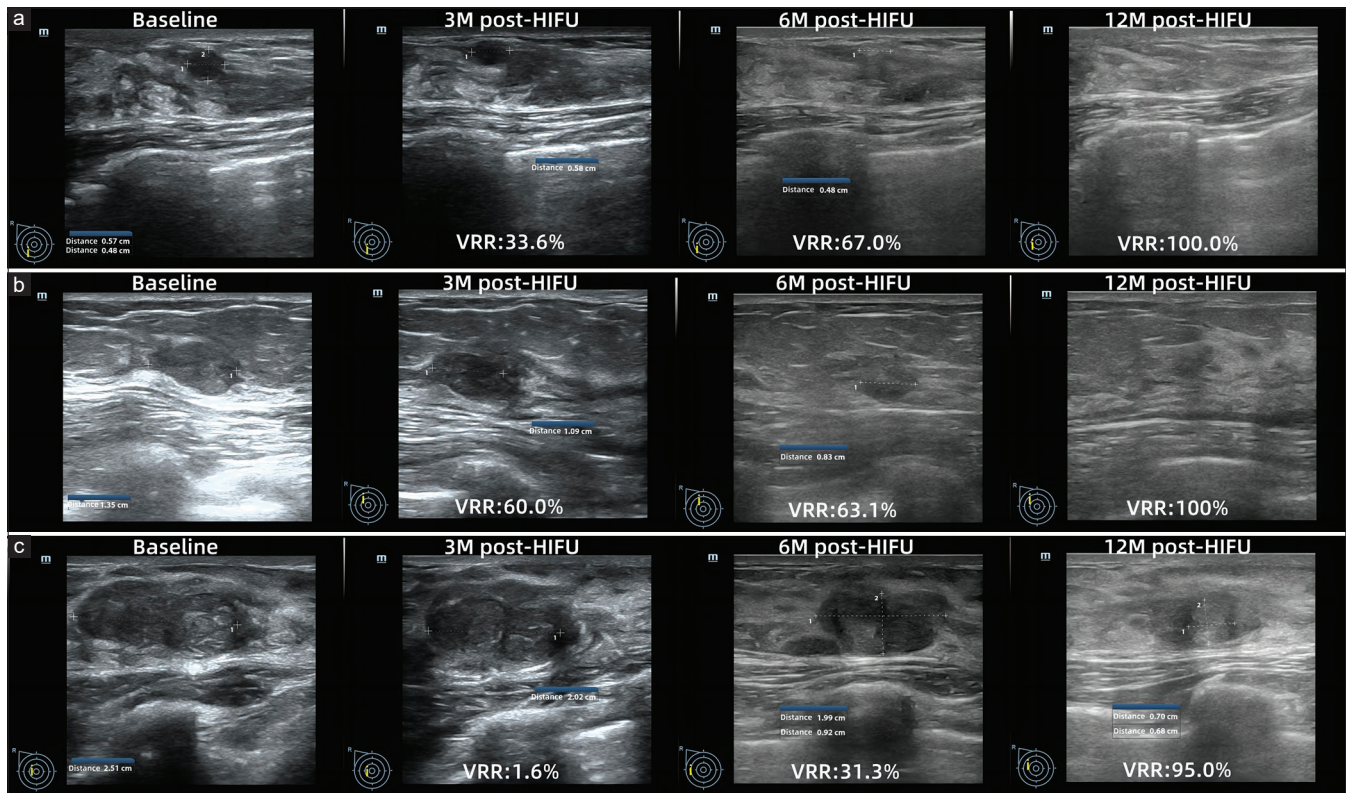 a
Baseline
3M post-HIFU
6M post-HIFU
12M post-HIFU
m
m
m
m
2
1
1
1
Distance 0.58 cm
Distance 0.48 cm
R
R
R
R
Distance 0.57 cm
Distance 0.48 cm
VRR:33.6%
VRR:67.0%
VRR:100.0%
b
Baseline
3M post-HIFU
6M post-HIFU
12M post-HIFU
m
m
m
m
1
1
1
Distance 1.09 cm
Distance 0.83 cm
Distance 1.35 cm
R
R
R
VRR:60.0%
VRR:63.1%
VRR:100%
c
Baseline
3M post-HIFU
6M post-HIFU
12M post-HIFU
m
m
m
m
1
1
2
1
2
1
Distance 2.02 cm
Distance 1.99 cm
Distance 0.92 cm
Distance 0.70 cm
Distance 0.68 cm
R
R
R
R
Distance 2.51 cm
VRR:1.6%
VRR:31.3%
VRR:95.0%